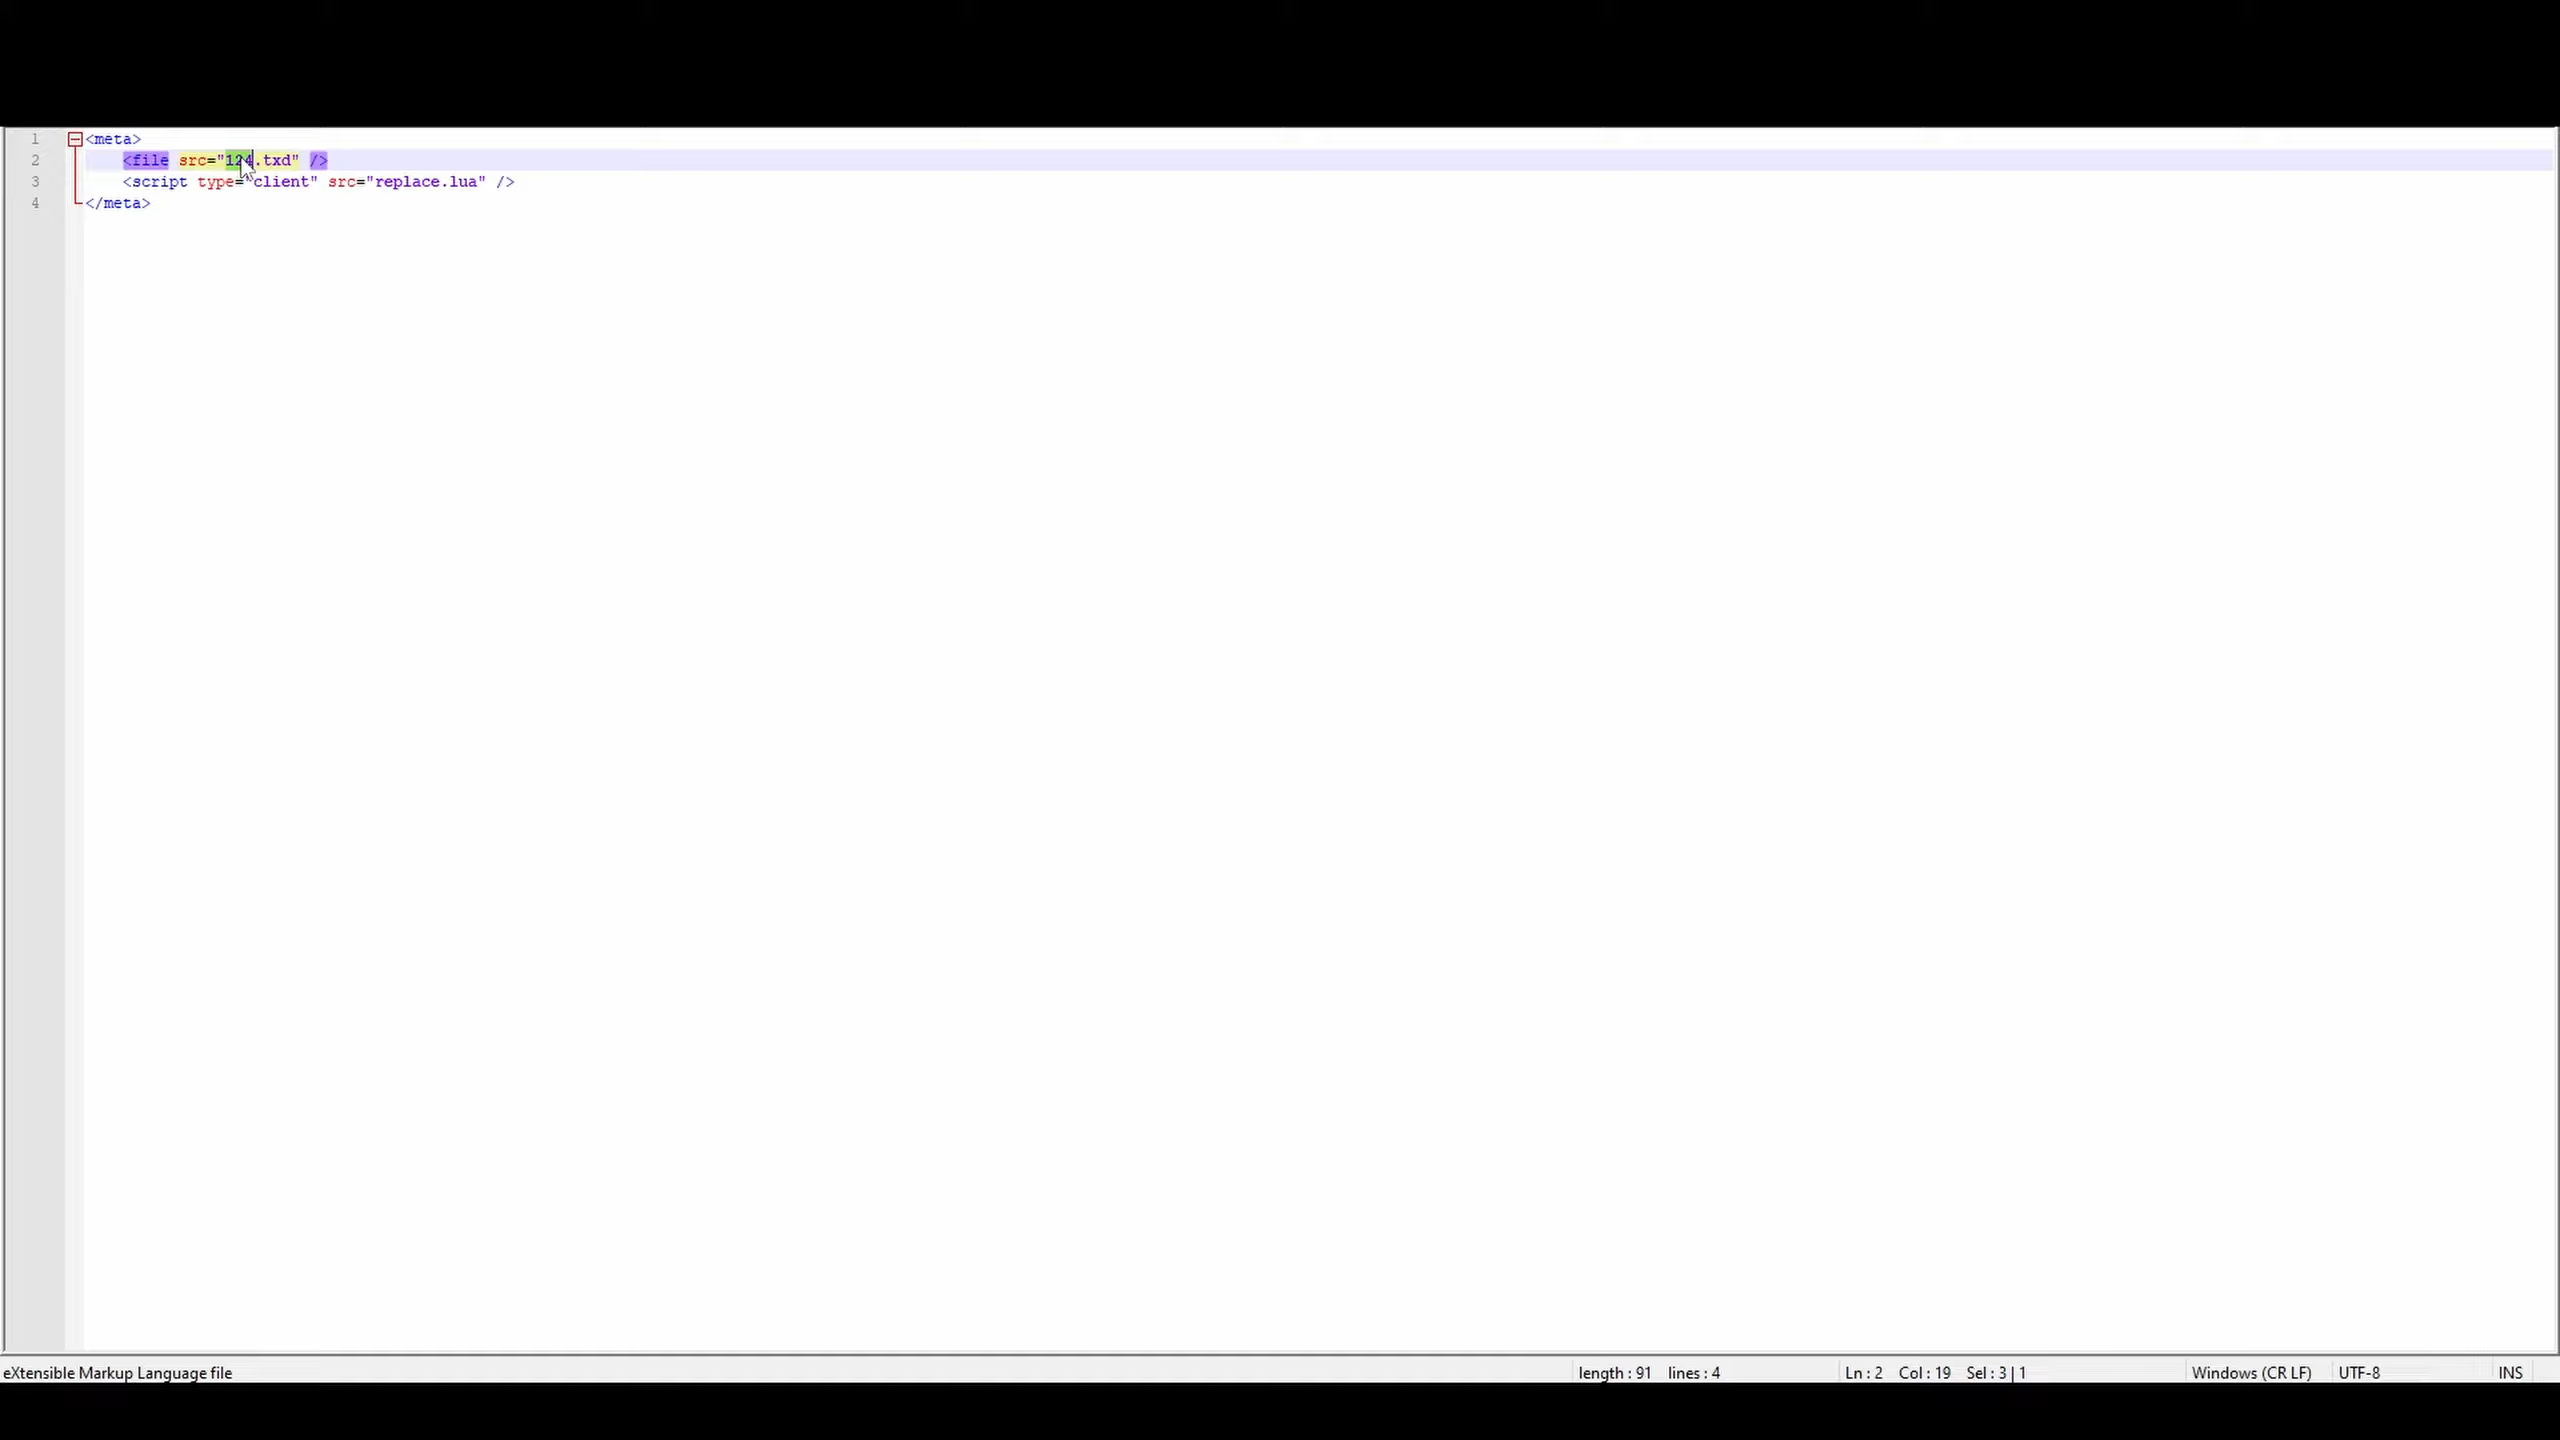 1 <meta>
2 <file src="124.txd" />
3 <script type="client" src="replace.lua" />
4 </meta>
eXtensible Markup Language file length : 91 lines : 4 Ln : 2 Col : 19 Sel : 3 | 1 Windows (CR LF) UTF-8 INS